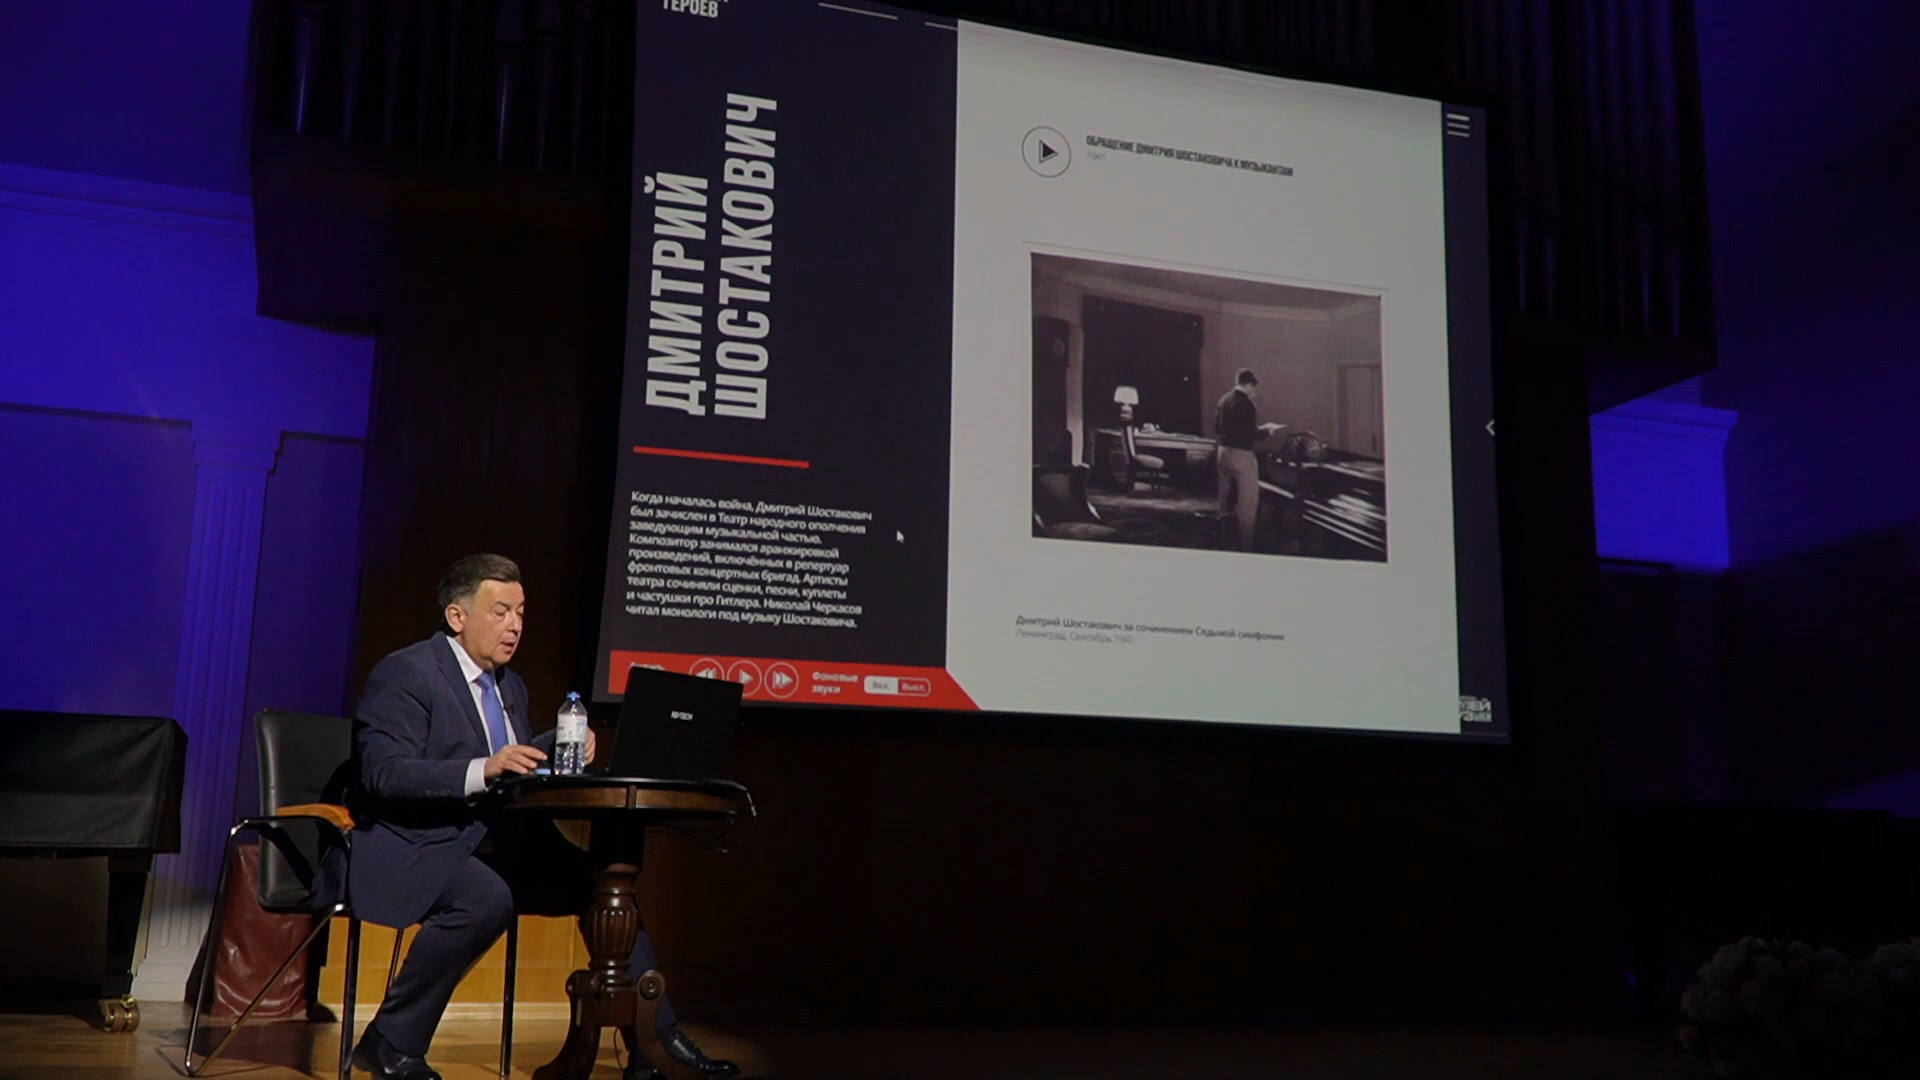 ГЕРОЕВ
ДМИТРИЙ
ШОСТАКОВИЧ
Когда началась война, Дмитрий Шостакович
был зачислен в Театр народного ополчения
заведующим музыкальной частью.
Композитор занимался аранжировкой
произведений, включённых в репертуар
фронтовых концертных бригад. Артисты
театра сочиняли сценки, песни, куплеты
и частушки про Гитлера. Николай Черкасов
читал монологи под музыку Шостаковича.
Фоновые
звуки
Вкл.
Выкл.
ОБРАЩЕНИЕ ДМИТРИЯ ШОСТАКОВИЧА К МУЗЫКАНТАМ
1941
Дмитрий Шостакович за сочинением Седьмой симфонии
Ленинград, Сентябрь 1941